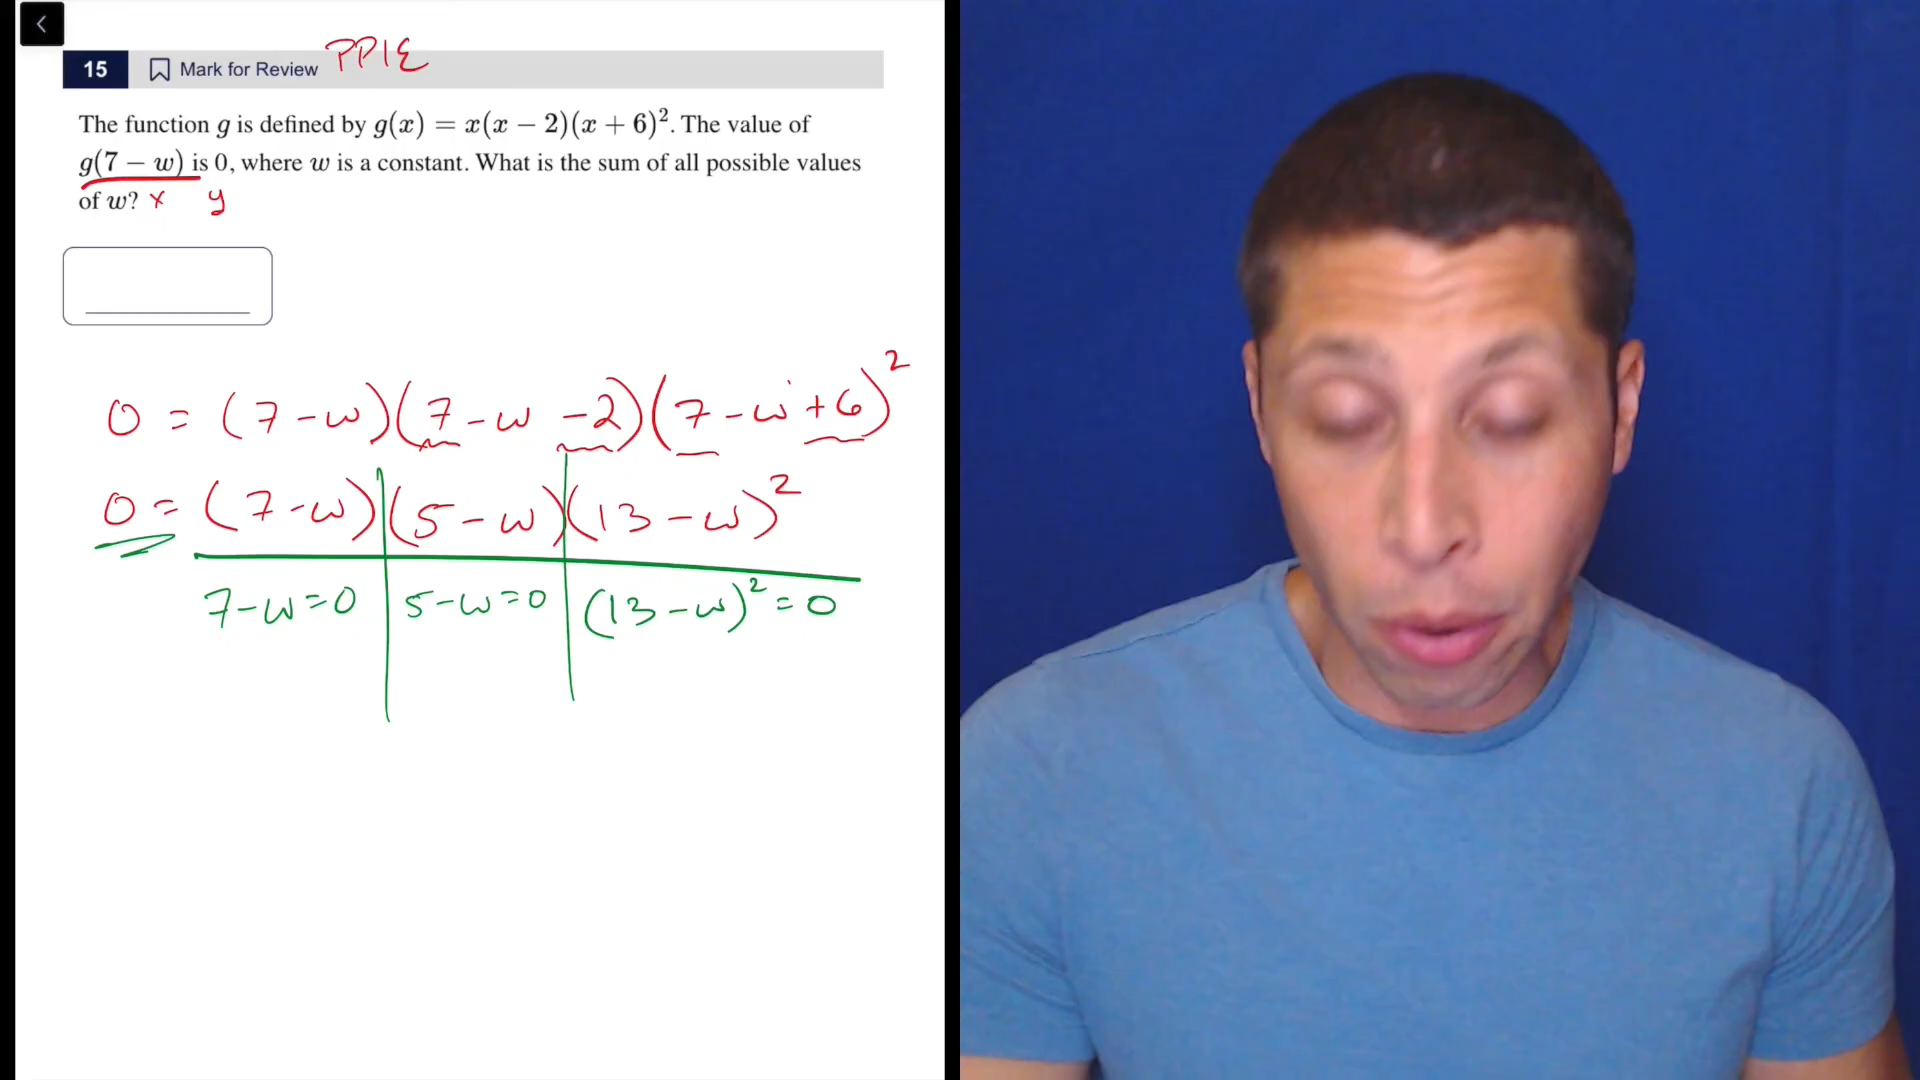 PPIE
15 Mark for Review
The function g is defined by g(x) = x(x − 2)(x + 6)². The value of
g(7 − w) is 0, where w is a constant. What is the sum of all possible values
of w? x y
0 = (7-w)(7-w -2)(7-w+6)²
0 = (7-w)(5-w)(13-w)²
7-w=0 5-w=0 (13-w)²=0